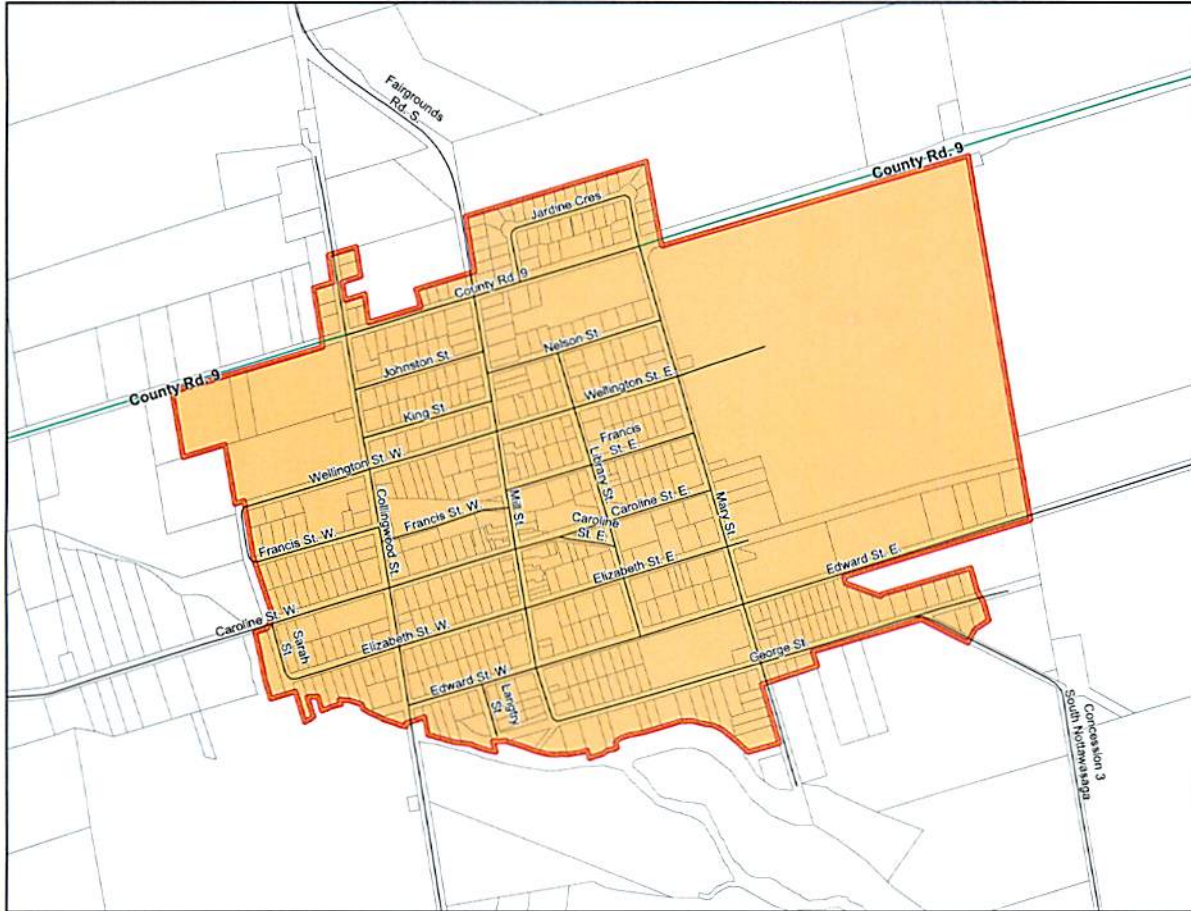 Fairgrounds
Rd. S.
County Rd. 9
Jardine Cres.
County Rd. 9
Nelson St.
Johnston St.
County Rd. 9
Wellington St. E.
King St.
Francis
St. E.
Wellington St. W.
Library St.
Collingwood St.
Mill St.
Caroline St. E.
Mary St.
Francis St. W.
Francis St. W.
Caroline
St. E.
Elizabeth St. E.
Edward St. E.
Caroline St. W.
Sarah
St
Elizabeth St. W.
George St.
Edward St. W.
Langtry
St
Concession 3
South Nottawasaga